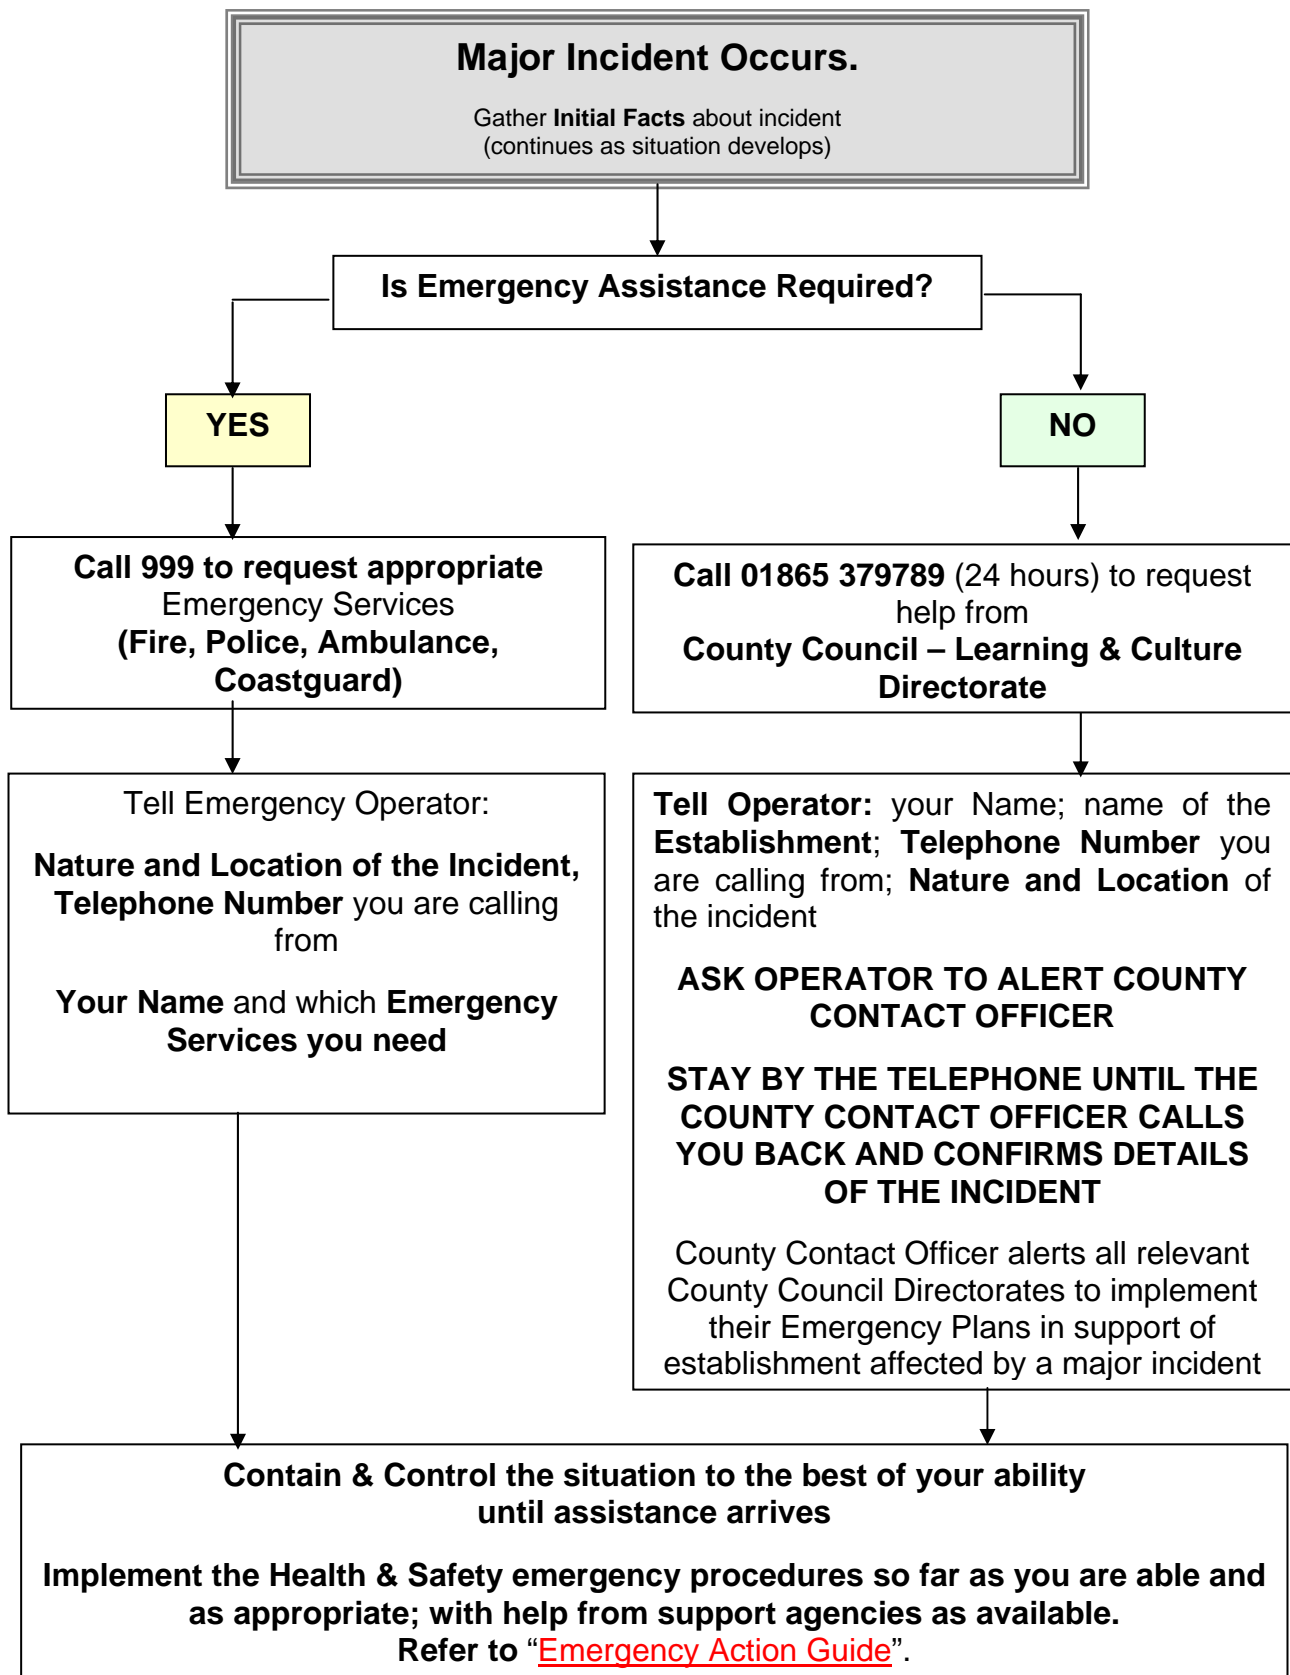 Major Incident Occurs.
Gather Initial Facts about incident
(continues as situation develops)
Is Emergency Assistance Required?
YES
NO
Call 999 to request appropriate
Emergency Services
(Fire, Police, Ambulance,
Coastguard)
Call 01865 379789 (24 hours) to request
help from
County Council – Learning & Culture
Directorate
Tell Emergency Operator:
Nature and Location of the Incident,
Telephone Number you are calling
from
Your Name and which Emergency
Services you need
Tell Operator: your Name; name of the
Establishment; Telephone Number you
are calling from; Nature and Location of
the incident
ASK OPERATOR TO ALERT COUNTY
CONTACT OFFICER
STAY BY THE TELEPHONE UNTIL THE
COUNTY CONTACT OFFICER CALLS
YOU BACK AND CONFIRMS DETAILS
OF THE INCIDENT
County Contact Officer alerts all relevant
County Council Directorates to implement
their Emergency Plans in support of
establishment affected by a major incident
Contain & Control the situation to the best of your ability
until assistance arrives
Implement the Health & Safety emergency procedures so far as you are able and
as appropriate; with help from support agencies as available.
Refer to “Emergency Action Guide”.